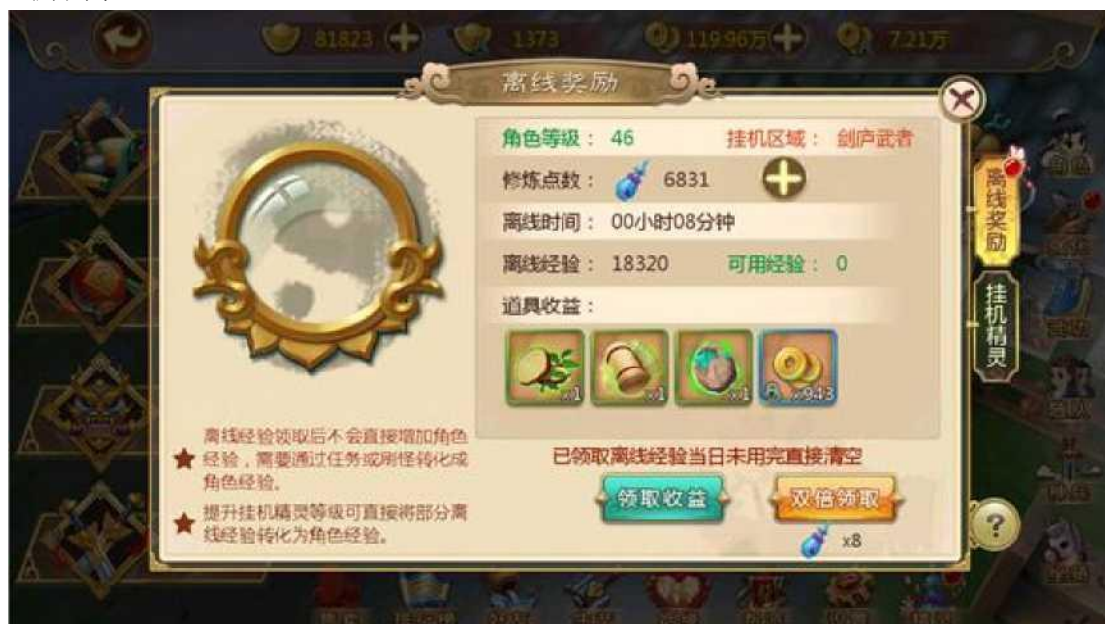 81823
1373
119.96万
7.21万
离线奖励
角色等级： 46
挂机区域： 剑庐武者
修炼点数： 6831
离线时间： 00小时08分钟
离线经验： 18320
可用经验： 0
道具收益：
x1
x1
x1
x943
离线经验领取后不会直接增加角色
经验，需要通过任务或刷怪转化成
角色经验。
提升挂机精灵等级可直接将部分离
线经验转化为角色经验。
已领取离线经验当日未用完直接清空
领取收益
双倍领取
x8
离线奖励
挂机精灵
?